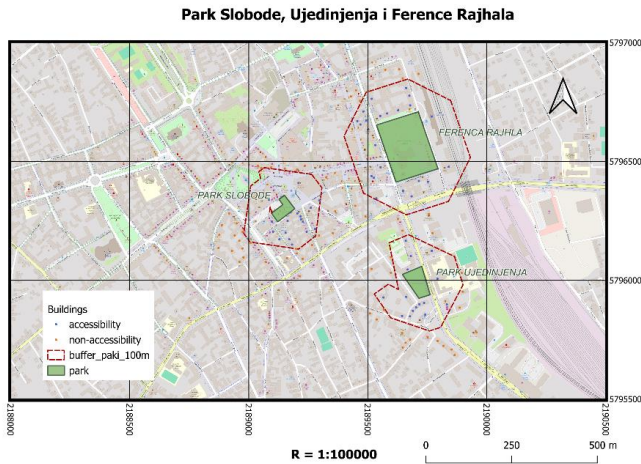 Park Slobode, Ujedinjenja i Ference Rajhala
5797000
FERENCA RAJHLA
5796500
PARK SLOBODE
PARK UJEDINJENJA
5796000
Buildings
accessibility
non-accessibility
buffer_paki_100m
park
5795500
2188000
2188500
2189000
2189500
2190000
2190500
R = 1:100000
0 250 500 m